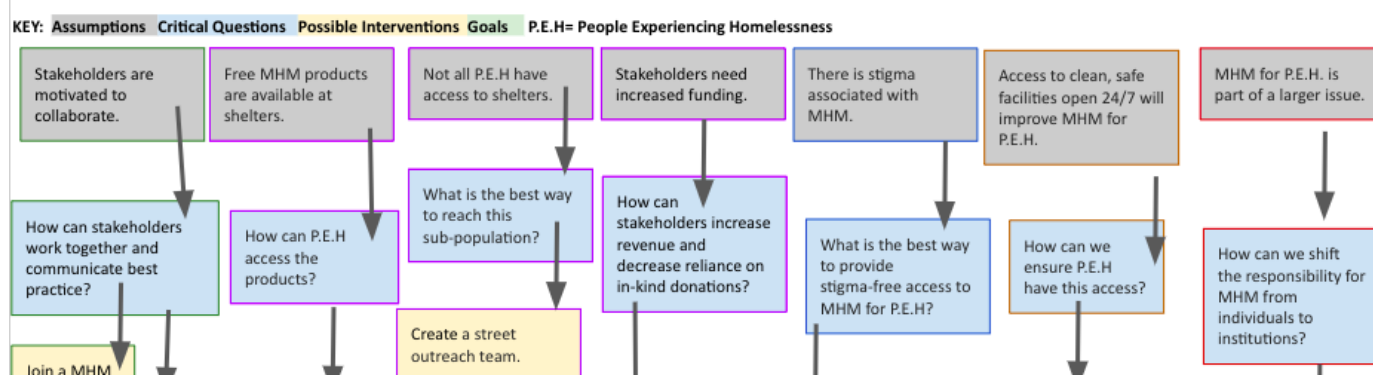 KEY: Assumptions Critical Questions Possible Interventions Goals P.E.H= People Experiencing Homelessness
Stakeholders are
motivated to
collaborate.
Free MHM products
are available at
shelters.
Not all P.E.H have
access to shelters.
Stakeholders need
increased funding.
There is stigma
associated with
MHM.
Access to clean, safe
facilities open 24/7 will
improve MHM for
P.E.H.
MHM for P.E.H. is
part of a larger issue.
How can stakeholders
work together and
communicate best
practice?
How can P.E.H
access the
products?
What is the best way
to reach this
sub-population?
How can
stakeholders increase
revenue and
decrease reliance on
in-kind donations?
What is the best way
to provide
stigma-free access to
MHM for P.E.H?
How can we
ensure P.E.H
have this access?
How can we shift
the responsibility for
MHM from
individuals to
institutions?
Join a MHM
Create a street
outreach team.